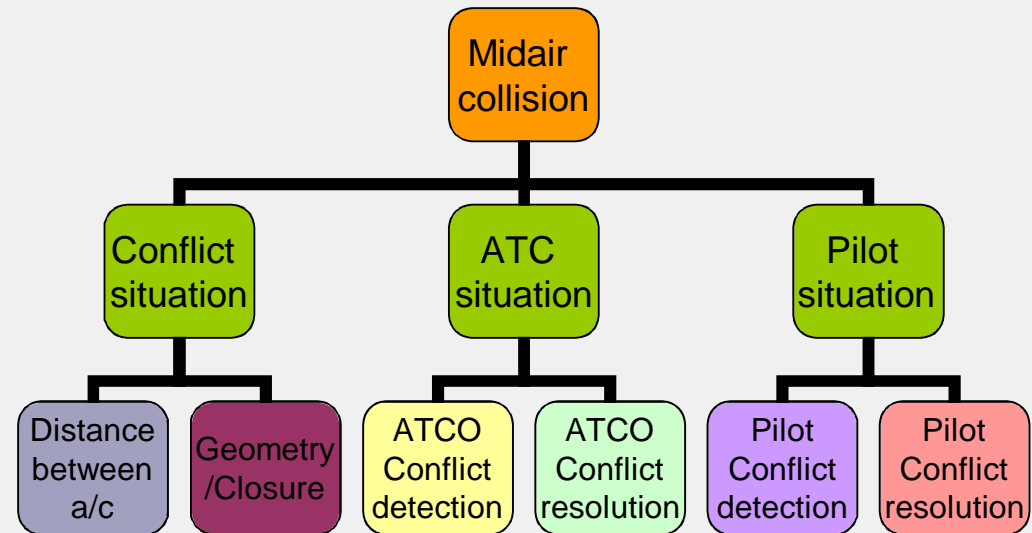 Midair
collision
Conflict
situation
ATC
situation
Pilot
situation
Distance
between
a/c
Geometry
/Closure
ATCO
Conflict
detection
ATCO
Conflict
resolution
Pilot
Conflict
detection
Pilot
Conflict
resolution